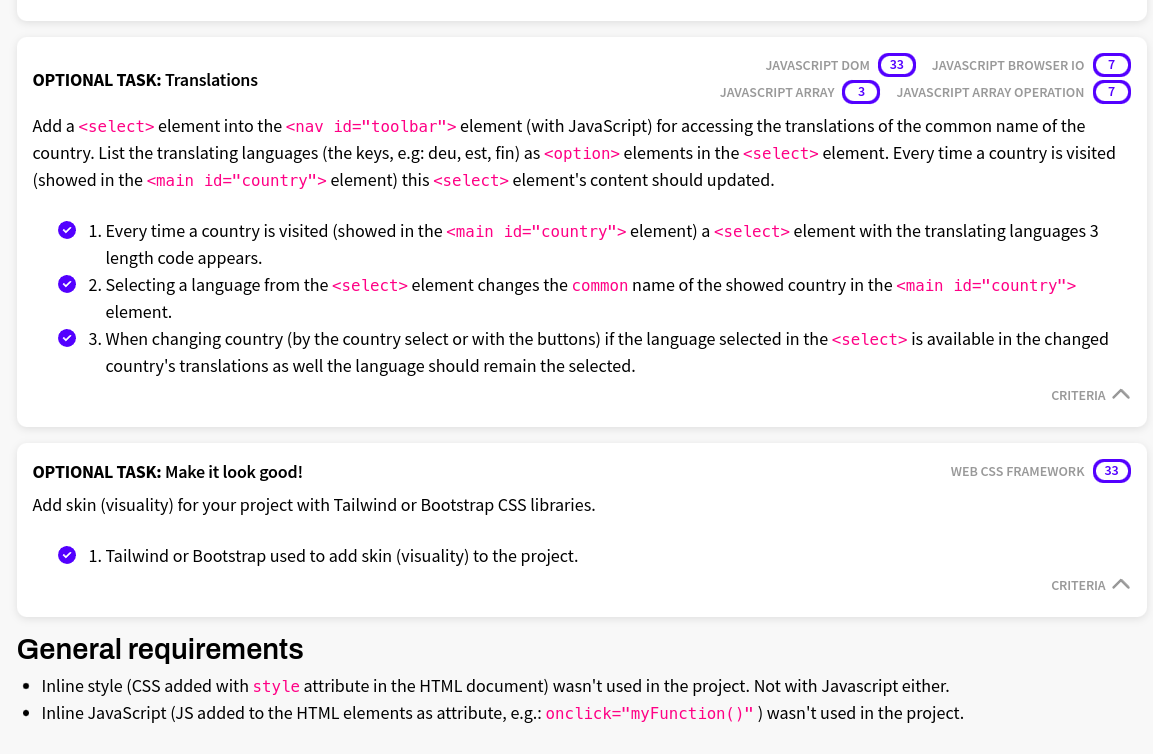 OPTIONAL TASK: Translations
JAVASCRIPT DOM 33 JAVASCRIPT BROWSER IO 7
JAVASCRIPT ARRAY 3 JAVASCRIPT ARRAY OPERATION 7
Add a <select> element into the <nav id="toolbar"> element (with JavaScript) for accessing the translations of the common name of the
country. List the translating languages (the keys, e.g: deu, est, fin) as <option> elements in the <select> element. Every time a country is visited
(showed in the <main id="country"> element) this <select> element's content should updated.
1. Every time a country is visited (showed in the <main id="country"> element) a <select> element with the translating languages 3
length code appears.
2. Selecting a language from the <select> element changes the common name of the showed country in the <main id="country">
element.
3. When changing country (by the country select or with the buttons) if the language selected in the <select> is available in the changed
country's translations as well the language should remain the selected.
CRITERIA
OPTIONAL TASK: Make it look good!
WEB CSS FRAMEWORK 33
Add skin (visuality) for your project with Tailwind or Bootstrap CSS libraries.
1. Tailwind or Bootstrap used to add skin (visuality) to the project.
CRITERIA
General requirements
• Inline style (CSS added with style attribute in the HTML document) wasn't used in the project. Not with Javascript either.
• Inline JavaScript (JS added to the HTML elements as attribute, e.g.: onclick="myFunction()" ) wasn't used in the project.